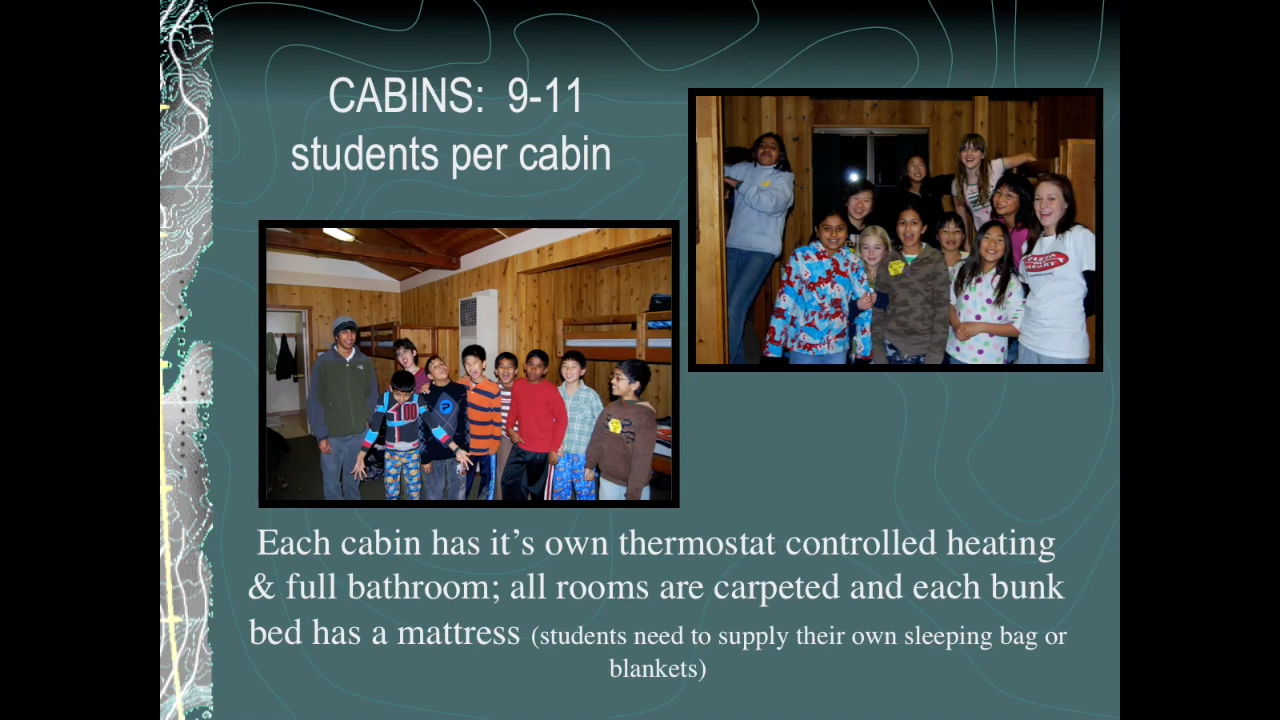 CABINS:  9-11
students per cabin
Each cabin has it’s own thermostat controlled heating
& full bathroom; all rooms are carpeted and each bunk
bed has a mattress (students need to supply their own sleeping bag or
blankets)